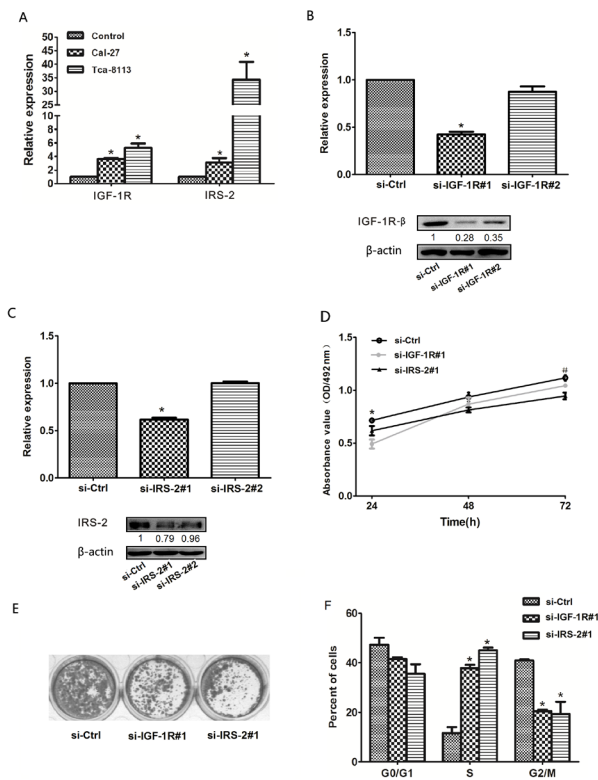 A
Control
Cal-27
Tca-8113
Relative expression
50
45
40
35
30
25
20
15
10
8
6
4
2
0
*
*
*
*
IGF-1R
IRS-2
B
Relative expression
1.5
1.0
0.5
0.0
*
si-Ctrl
si-IGF-1R#1
si-IGF-1R#2
IGF-1R-β
1
0.28
0.35
β-actin
si-Ctrl
si-IGF-1R#1
si-IGF-1R#2
C
Relative expression
1.5
1.0
0.5
0.0
*
si-Ctrl
si-IRS-2#1
si-IRS-2#2
IRS-2
1
0.79
0.96
β-actin
si-Ctrl
si-IRS-2#1
si-IRS-2#2
D
si-Ctrl
si-IGF-1R#1
si-IRS-2#1
Absorbance value (OD/492nm)
1.5
1.0
0.5
0.0
*
#
24
48
72
Time(h)
E
si-Ctrl
si-IGF-1R#1
si-IRS-2#1
F
si-Ctrl
si-IGF-1R#1
si-IRS-2#1
Percent of cells
60
40
20
0
*
*
*
*
G0/G1
S
G2/M